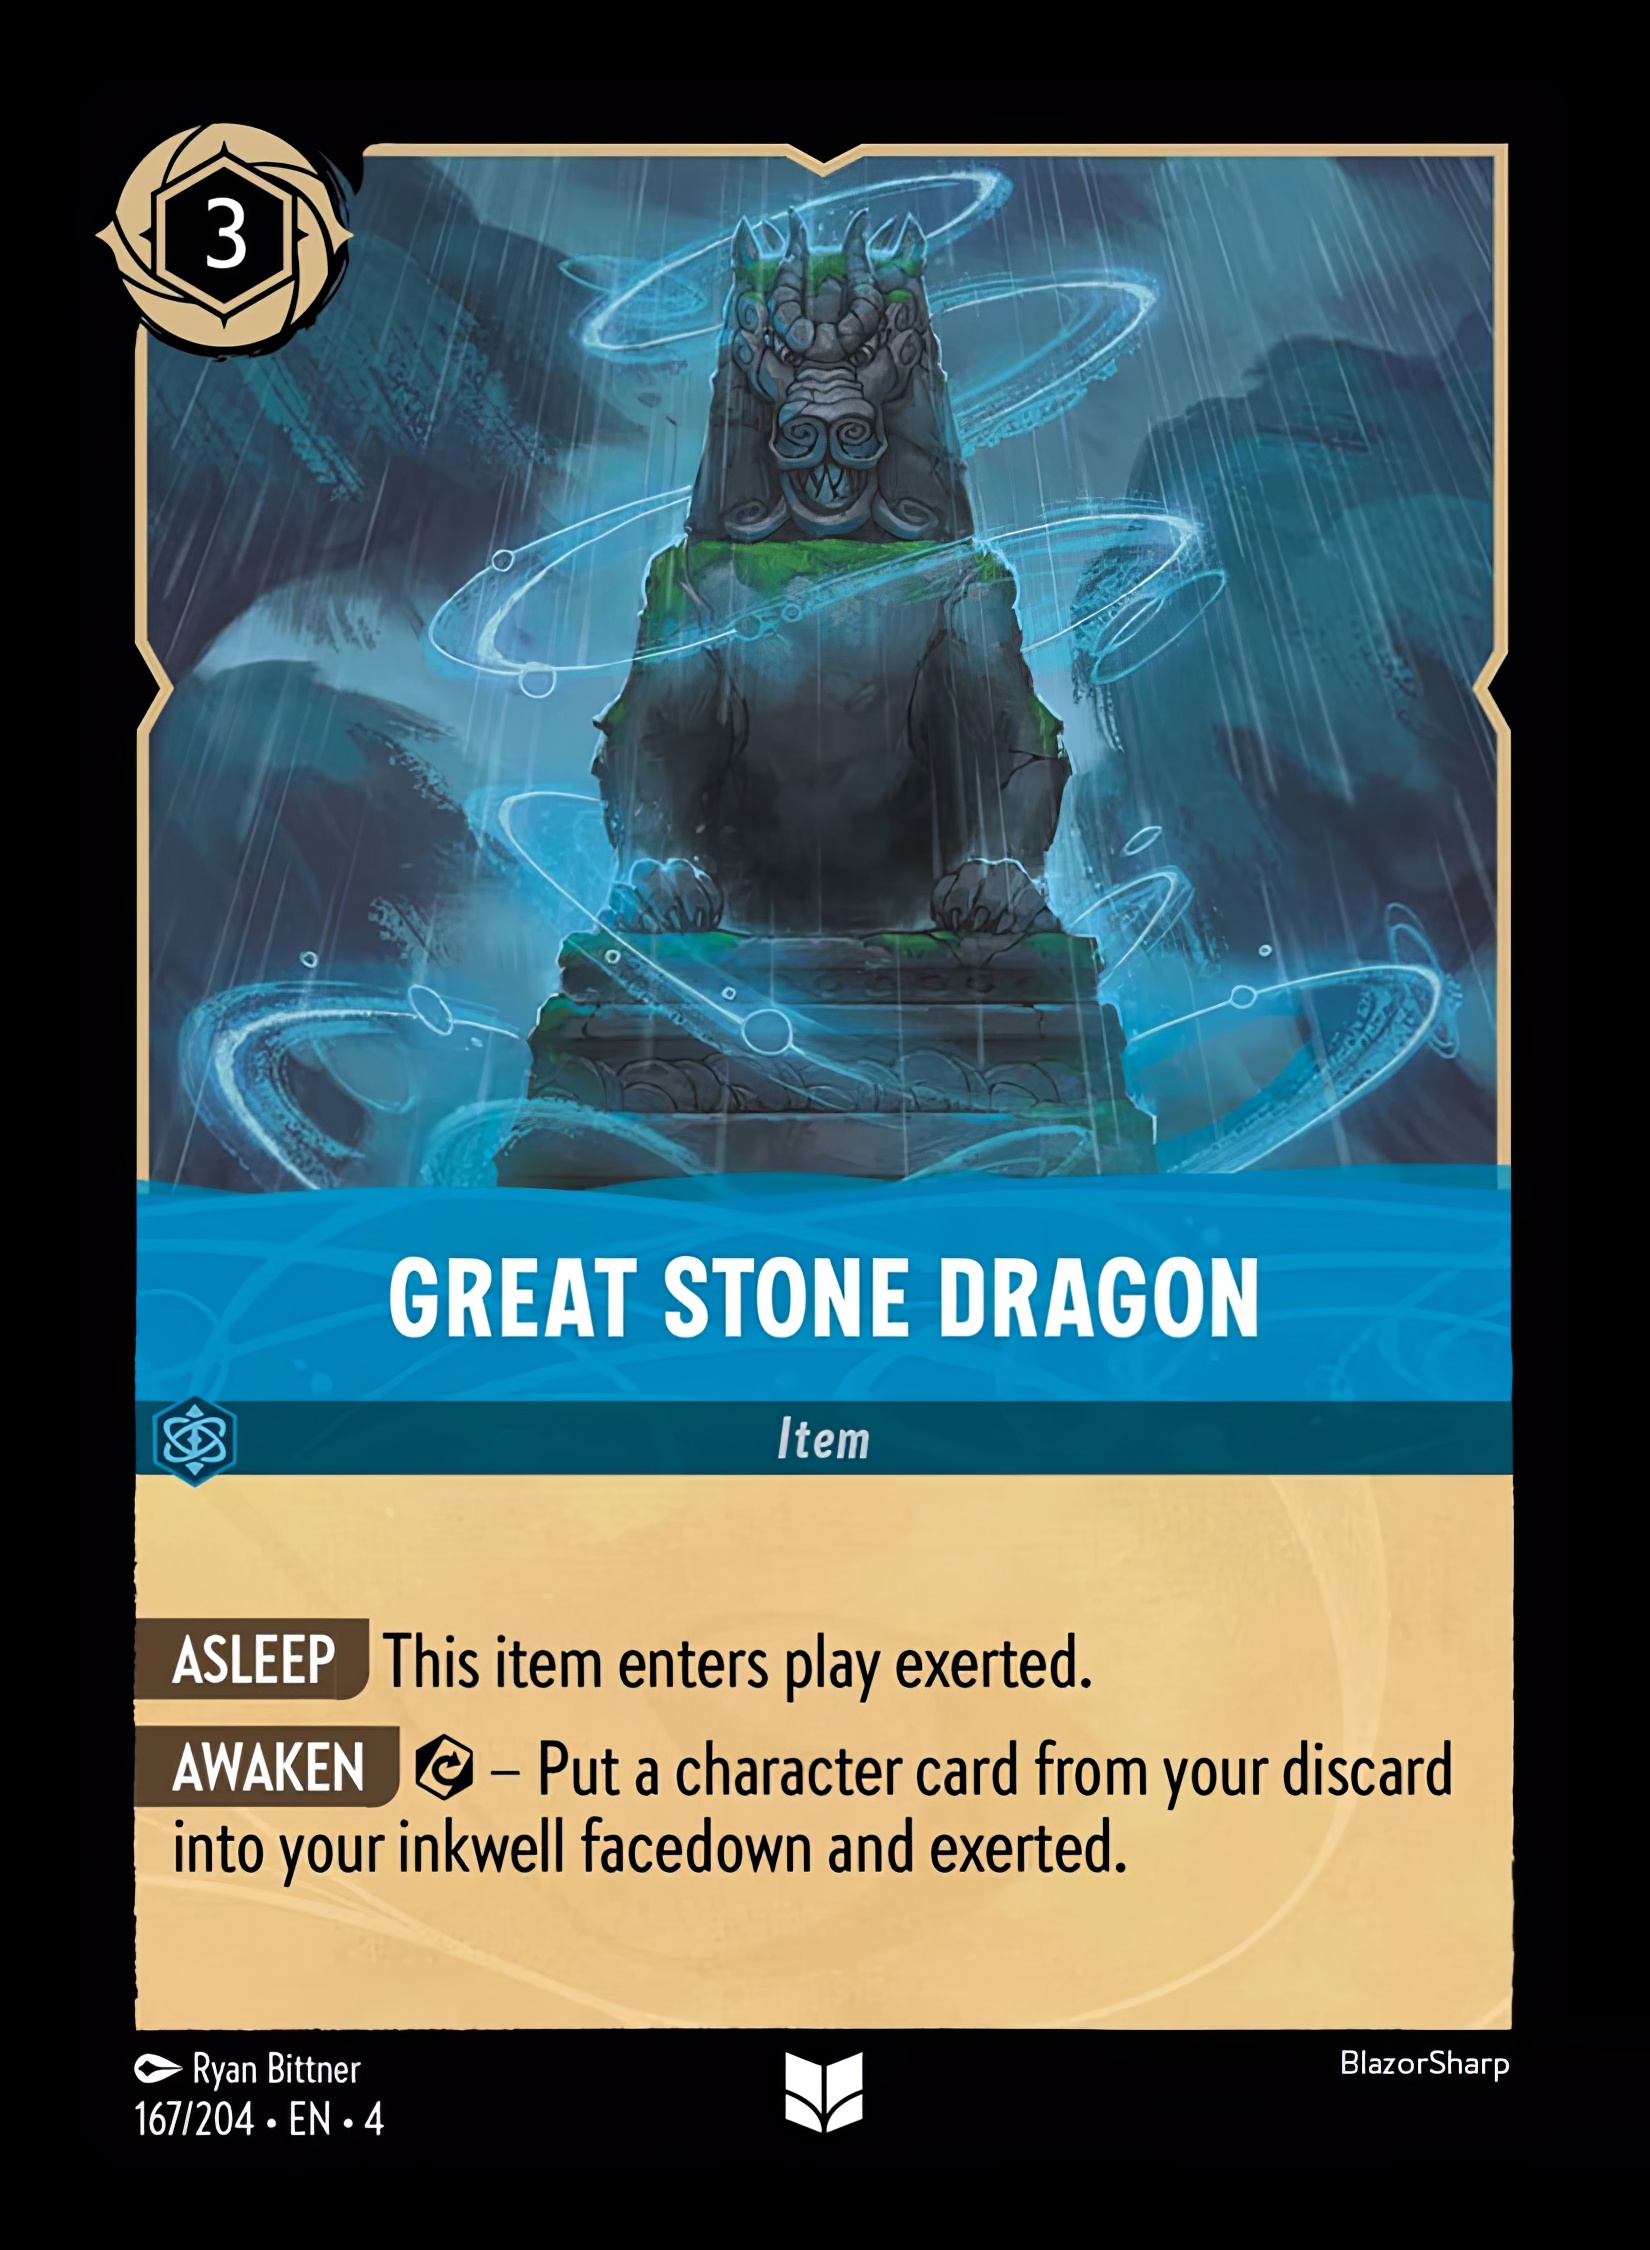 3
GREAT STONE DRAGON
Item
ASLEEP This item enters play exerted.
AWAKEN – Put a character card from your discard
into your inkwell facedown and exerted.
Ryan Bittner
BlazorSharp
167/204 • EN • 4